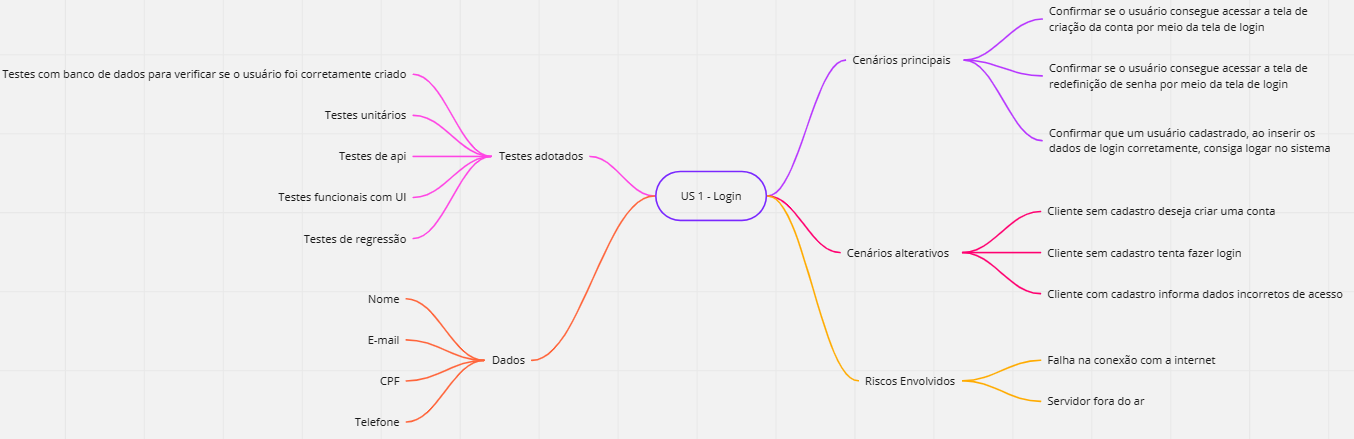 US 1 - Login
Testes adotados
Testes com banco de dados para verificar se o usuário foi corretamente criado
Testes unitários
Testes de api
Testes funcionais com UI
Testes de regressão
Dados
Nome
E-mail
CPF
Telefone
Cenários principais
Confirmar se o usuário consegue acessar a tela de
criação da conta por meio da tela de login
Confirmar se o usuário consegue acessar a tela de
redefinição de senha por meio da tela de login
Confirmar que um usuário cadastrado, ao inserir os
dados de login corretamente, consiga logar no sistema
Cenários alterativos
Cliente sem cadastro deseja criar uma conta
Cliente sem cadastro tenta fazer login
Cliente com cadastro informa dados incorretos de acesso
Riscos Envolvidos
Falha na conexão com a internet
Servidor fora do ar